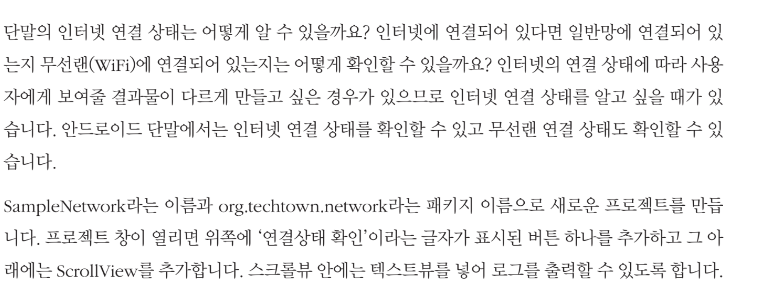 단말의 인터넷 연결 상태는 어떻게 알 수 있을까요? 인터넷에 연결되어 있다면 일반망에 연결되어 있
는지 무선랜(WiFi)에 연결되어 있는지는 어떻게 확인할 수 있을까요? 인터넷의 연결 상태에 따라 사용
자에게 보여줄 결과물이 다르게 만들고 싶은 경우가 있으므로 인터넷 연결 상태를 알고 싶을 때가 있
습니다. 안드로이드 단말에서는 인터넷 연결 상태를 확인할 수 있고 무선랜 연결 상태도 확인할 수 있
습니다.
SampleNetwork라는 이름과 org.techtown.network라는 패키지 이름으로 새로운 프로젝트를 만듭
니다. 프로젝트 창이 열리면 위쪽에 ‘연결상태 확인’이라는 글자가 표시된 버튼 하나를 추가하고 그 아
래에는 ScrollView를 추가합니다. 스크롤뷰 안에는 텍스트뷰를 넣어 로그를 출력할 수 있도록 합니다.